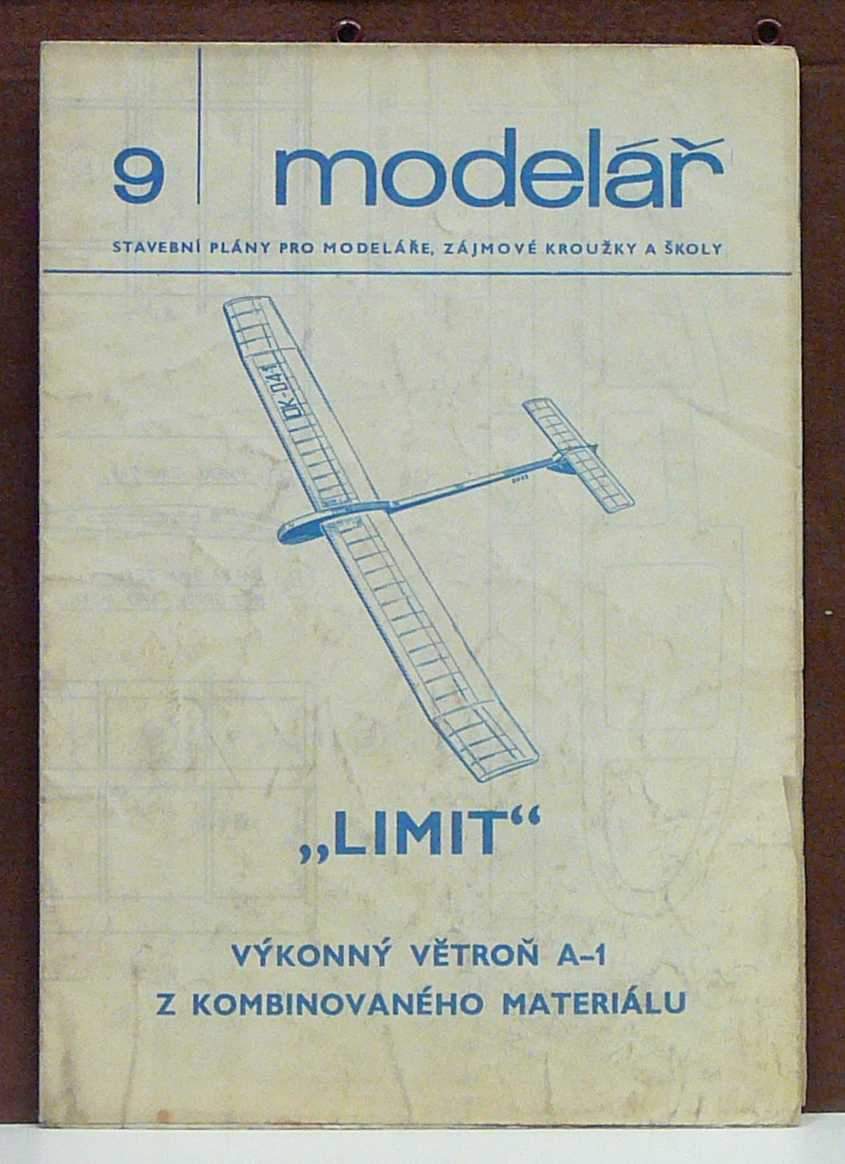 9 modelář
STAVEBNÍ PLÁNY PRO MODELÁŘE, ZÁJMOVÉ KROUŽKY A ŠKOLY
OK-041
„LIMIT“
VÝKONNÝ VĚTROŇ A-1
Z KOMBINOVANÉHO MATERIÁLU